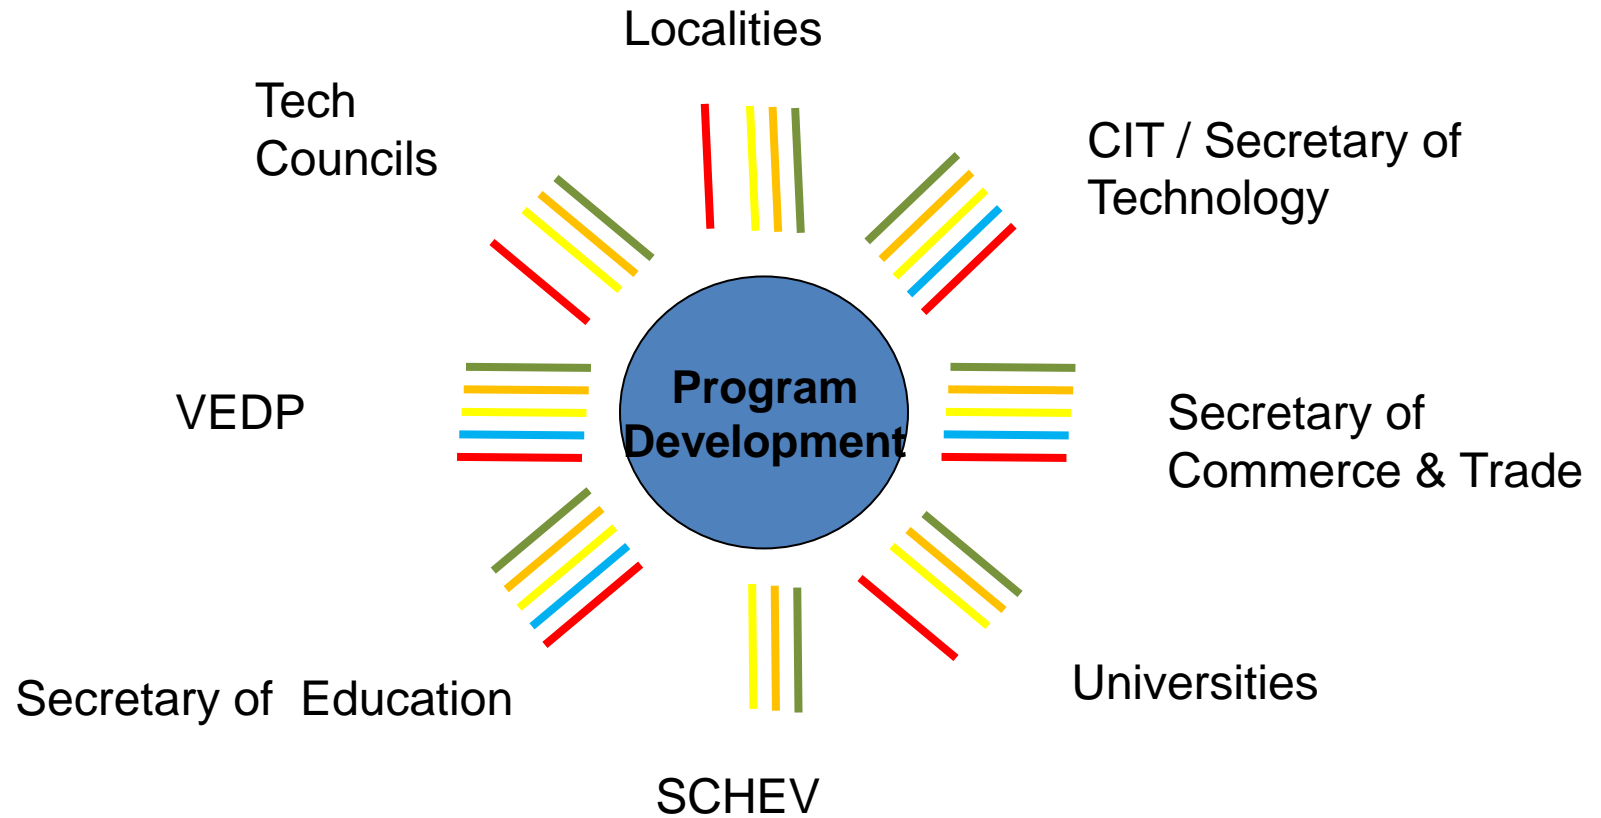 Localities
Tech
Councils
CIT / Secretary of
Technology
Program
Development
VEDP
Secretary of
Commerce & Trade
Secretary of  Education
Universities
SCHEV